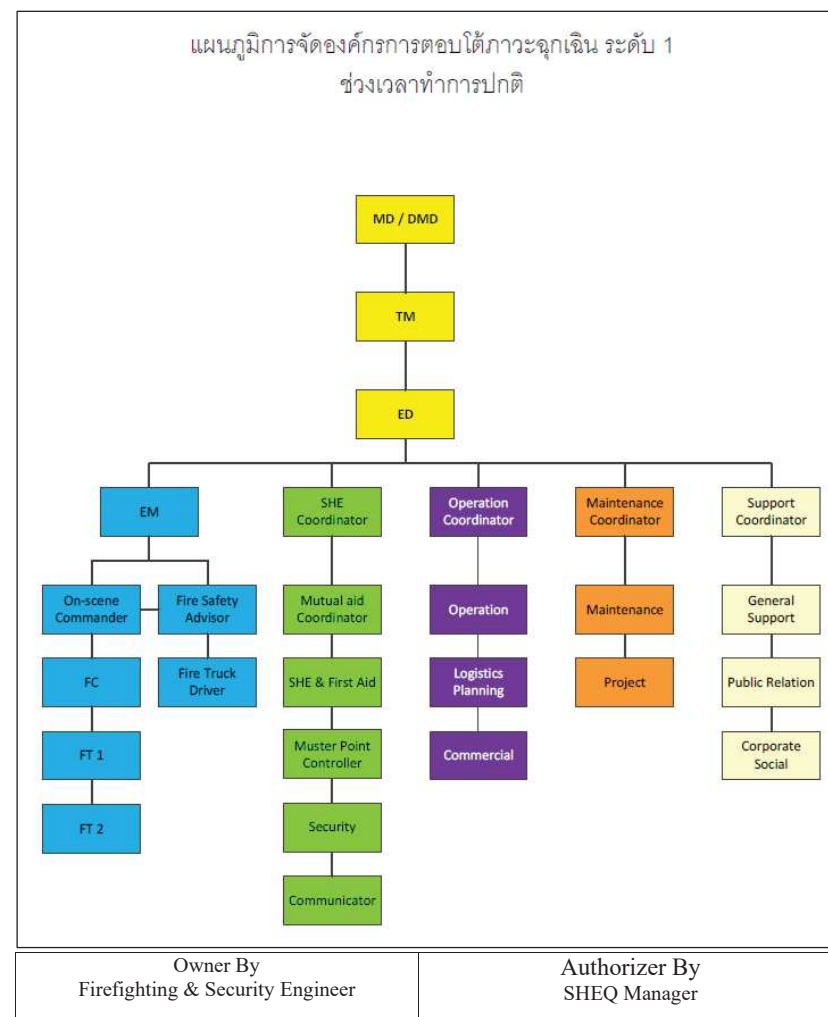 แผนภูมิการจัดองค์กรการตอบโต้ภาวะฉุกเฉิน ระดับ 1
ช่วงเวลาทำการปกติ
MD / DMD
TM
ED
EM
SHE
Coordinator
Operation
Coordinator
Maintenance
Coordinator
Support
Coordinator
On-scene
Commander
Fire Safety
Advisor
Mutual aid
Coordinator
Operation
Maintenance
General
Support
FC
Fire Truck
Driver
SHE & First Aid
Logistics
Planning
Project
Public Relation
FT 1
Muster Point
Controller
Commercial
Corporate
Social
FT 2
Security
Communicator
Owner By
Firefighting & Security Engineer
Authorizer By
SHEQ Manager